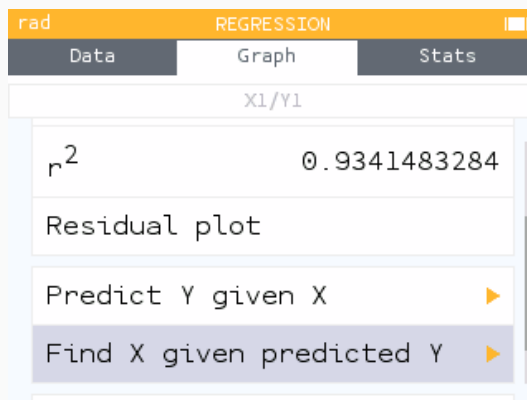 rad REGRESSION
Data Graph Stats
X1/Y1
r² 0.9341483284
Residual plot
Predict Y given X
Find X given predicted Y